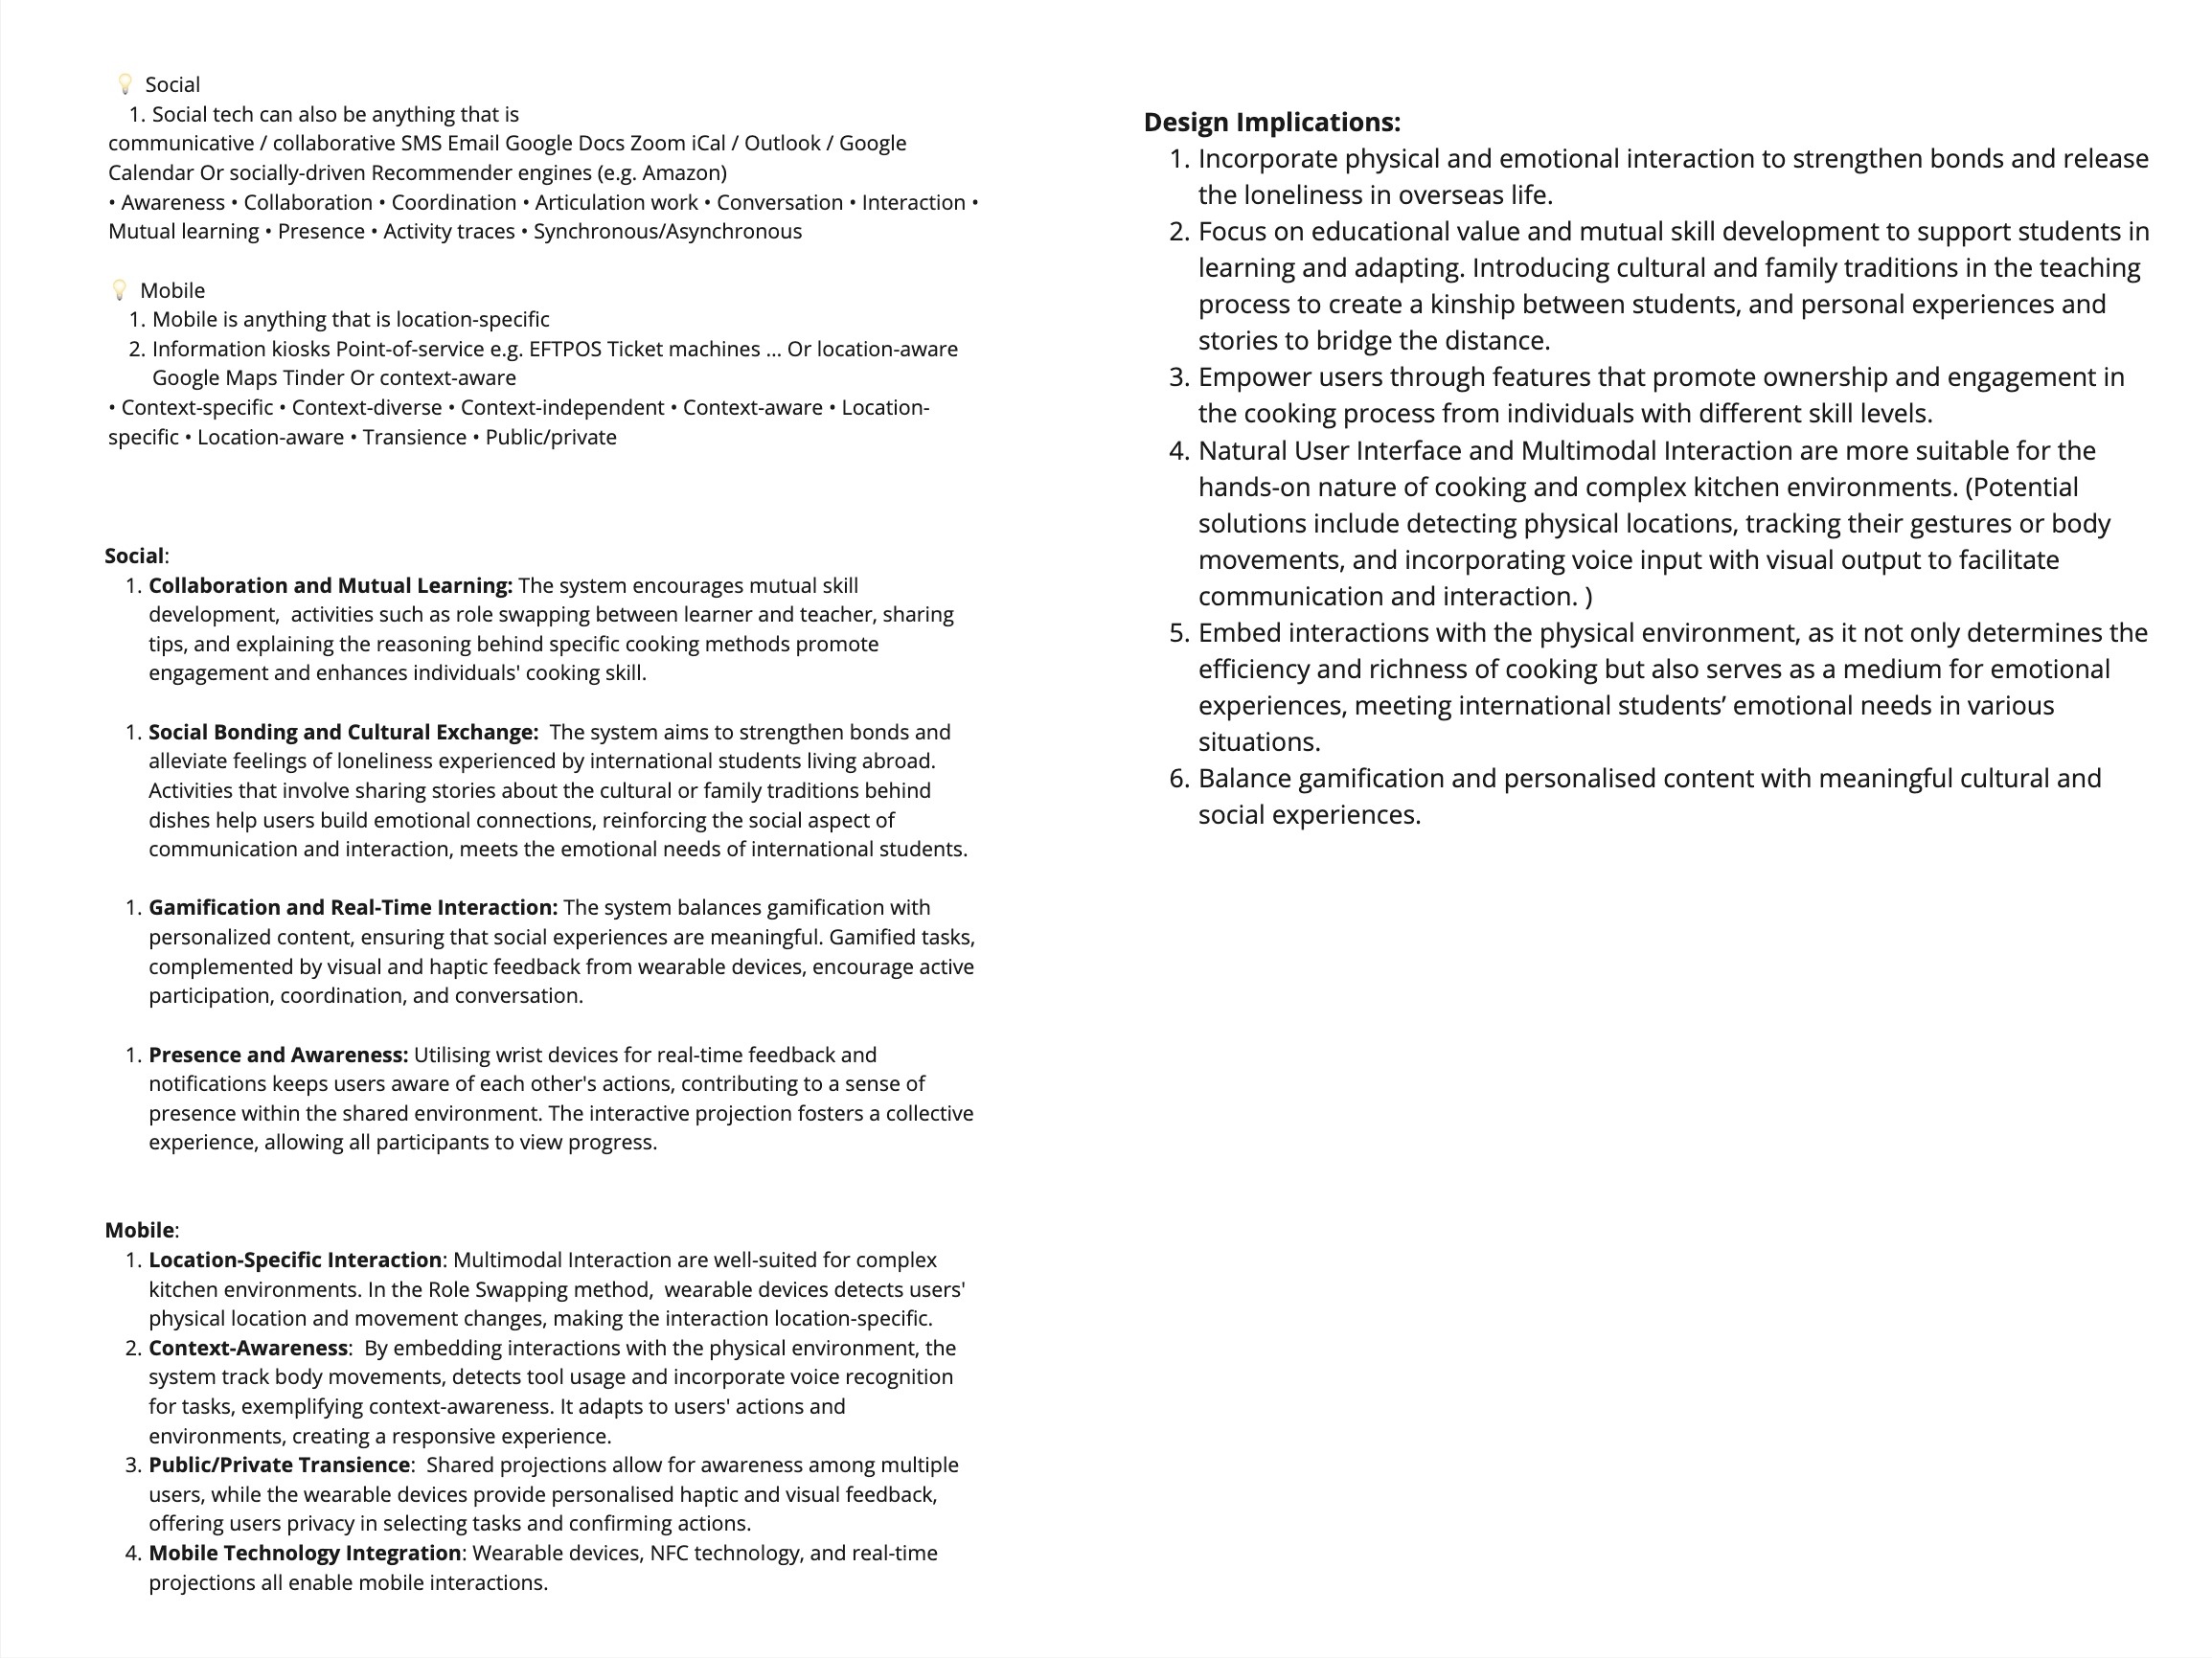 💡 Social
1. Social tech can also be anything that is
communicative / collaborative SMS Email Google Docs Zoom iCal / Outlook / Google
Calendar Or socially-driven Recommender engines (e.g. Amazon)
• Awareness • Collaboration • Coordination • Articulation work • Conversation • Interaction •
Mutual learning • Presence • Activity traces • Synchronous/Asynchronous
💡 Mobile
1. Mobile is anything that is location-specific
2. Information kiosks Point-of-service e.g. EFTPOS Ticket machines ... Or location-aware
Google Maps Tinder Or context-aware
• Context-specific • Context-diverse • Context-independent • Context-aware • Location-
specific • Location-aware • Transience • Public/private
Social:
1. Collaboration and Mutual Learning: The system encourages mutual skill
development,  activities such as role swapping between learner and teacher, sharing
tips, and explaining the reasoning behind specific cooking methods promote
engagement and enhances individuals' cooking skill.
1. Social Bonding and Cultural Exchange:  The system aims to strengthen bonds and
alleviate feelings of loneliness experienced by international students living abroad.
Activities that involve sharing stories about the cultural or family traditions behind
dishes help users build emotional connections, reinforcing the social aspect of
communication and interaction, meets the emotional needs of international students.
1. Gamification and Real-Time Interaction: The system balances gamification with
personalized content, ensuring that social experiences are meaningful. Gamified tasks,
complemented by visual and haptic feedback from wearable devices, encourage active
participation, coordination, and conversation.
1. Presence and Awareness: Utilising wrist devices for real-time feedback and
notifications keeps users aware of each other's actions, contributing to a sense of
presence within the shared environment. The interactive projection fosters a collective
experience, allowing all participants to view progress.
Mobile:
1. Location-Specific Interaction: Multimodal Interaction are well-suited for complex
kitchen environments. In the Role Swapping method,  wearable devices detects users'
physical location and movement changes, making the interaction location-specific.
2. Context-Awareness:  By embedding interactions with the physical environment, the
system track body movements, detects tool usage and incorporate voice recognition
for tasks, exemplifying context-awareness. It adapts to users' actions and
environments, creating a responsive experience.
3. Public/Private Transience:  Shared projections allow for awareness among multiple
users, while the wearable devices provide personalised haptic and visual feedback,
offering users privacy in selecting tasks and confirming actions.
4. Mobile Technology Integration: Wearable devices, NFC technology, and real-time
projections all enable mobile interactions.
Design Implications:
1. Incorporate physical and emotional interaction to strengthen bonds and release
the loneliness in overseas life.
2. Focus on educational value and mutual skill development to support students in
learning and adapting. Introducing cultural and family traditions in the teaching
process to create a kinship between students, and personal experiences and
stories to bridge the distance.
3. Empower users through features that promote ownership and engagement in
the cooking process from individuals with different skill levels.
4. Natural User Interface and Multimodal Interaction are more suitable for the
hands-on nature of cooking and complex kitchen environments. (Potential
solutions include detecting physical locations, tracking their gestures or body
movements, and incorporating voice input with visual output to facilitate
communication and interaction. )
5. Embed interactions with the physical environment, as it not only determines the
efficiency and richness of cooking but also serves as a medium for emotional
experiences, meeting international students’ emotional needs in various
situations.
6. Balance gamification and personalised content with meaningful cultural and
social experiences.